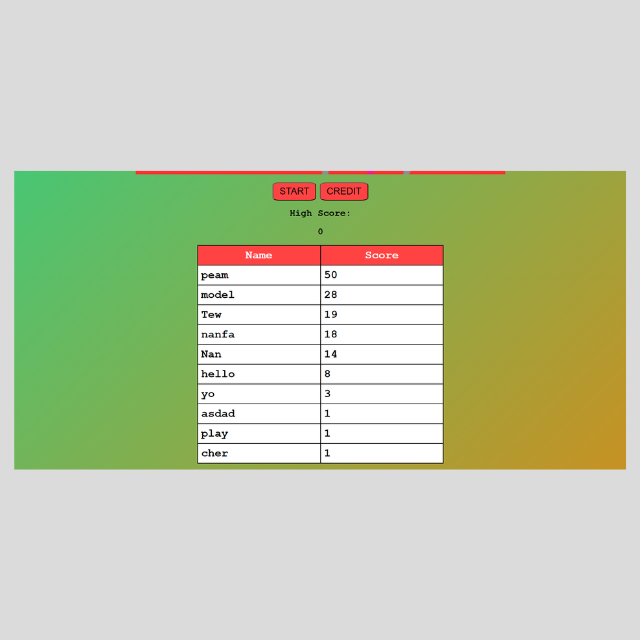 START CREDIT
High Score:
0
Name Score
peam 50
model 28
Tew 19
nanfa 18
Nan 14
hello 8
yo 3
asdad 1
play 1
cher 1